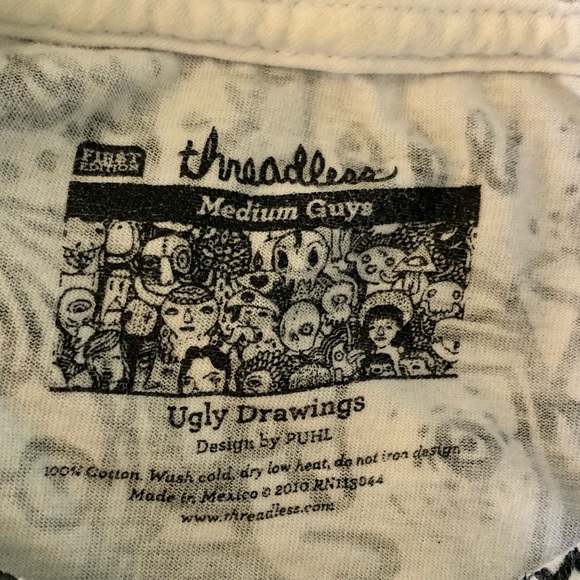 FIRST
EDITION
threadless
Medium Guys
Ugly Drawings
Design by PUHL
100% Cotton. Wash cold, dry low heat, do not iron design
Made in Mexico © 2010 RN113044
www.threadless.com